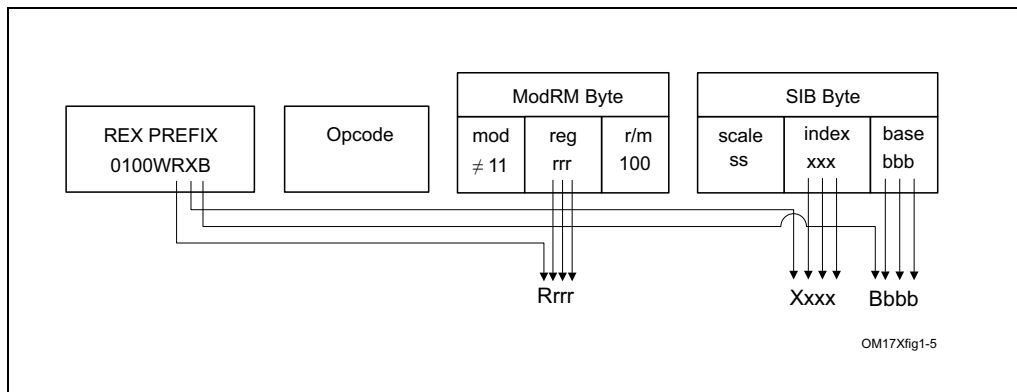 ModRM Byte
SIB Byte
REX PREFIX
0100WRXB
Opcode
mod
≠ 11
reg
rrr
r/m
100
scale
ss
index
xxx
base
bbb
Rrrr
Xxxx
Bbbb
OM17Xfig1-5